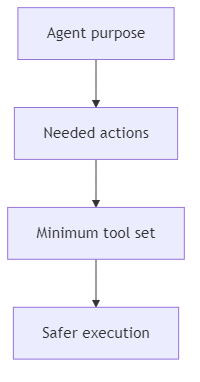 Agent purpose
Needed actions
Minimum tool set
Safer execution